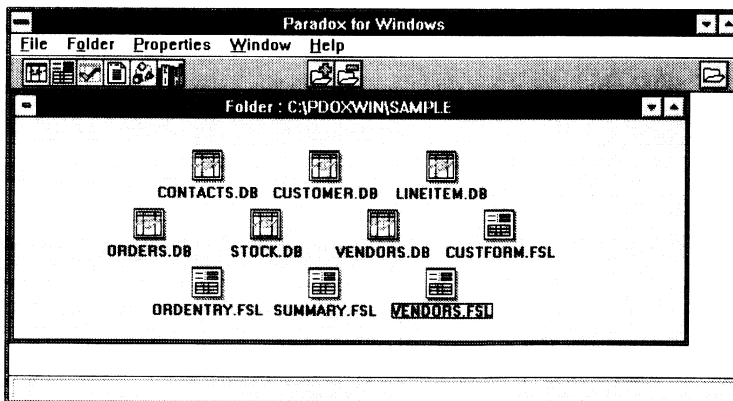 Paradox for Windows
File Folder Properties Window Help
Folder : C:\PDOXWIN\SAMPLE
CONTACTS.DB CUSTOMER.DB LINEITEM.DB
ORDERS.DB STOCK.DB VENDORS.DB CUSTFORM.FSL
ORDENTRY.FSL SUMMARY.FSL VENDORS.FSL